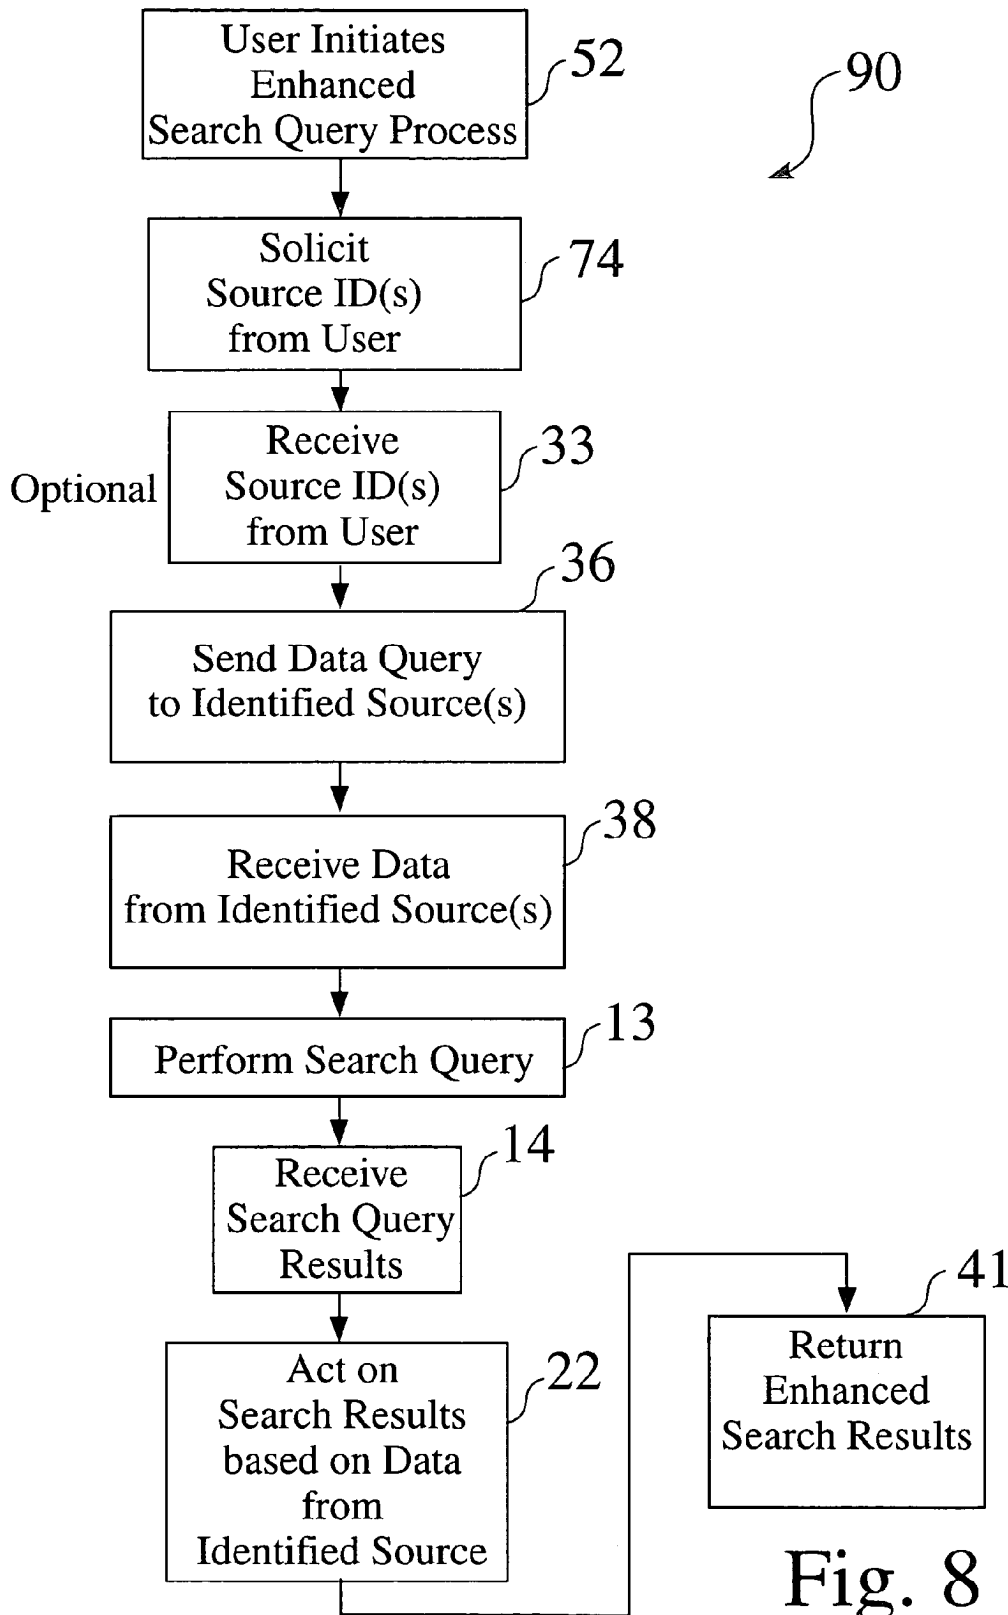 User Initiates
Enhanced
Search Query Process
52
90
Solicit
Source ID(s)
from User
74
Optional
Receive
Source ID(s)
from User
33
36
Send Data Query
to Identified Source(s)
38
Receive Data
from Identified Source(s)
13
Perform Search Query
14
Receive
Search Query
Results
22
Act on
Search Results
based on Data
from
Identified Source
41
Return
Enhanced
Search Results
Fig. 8